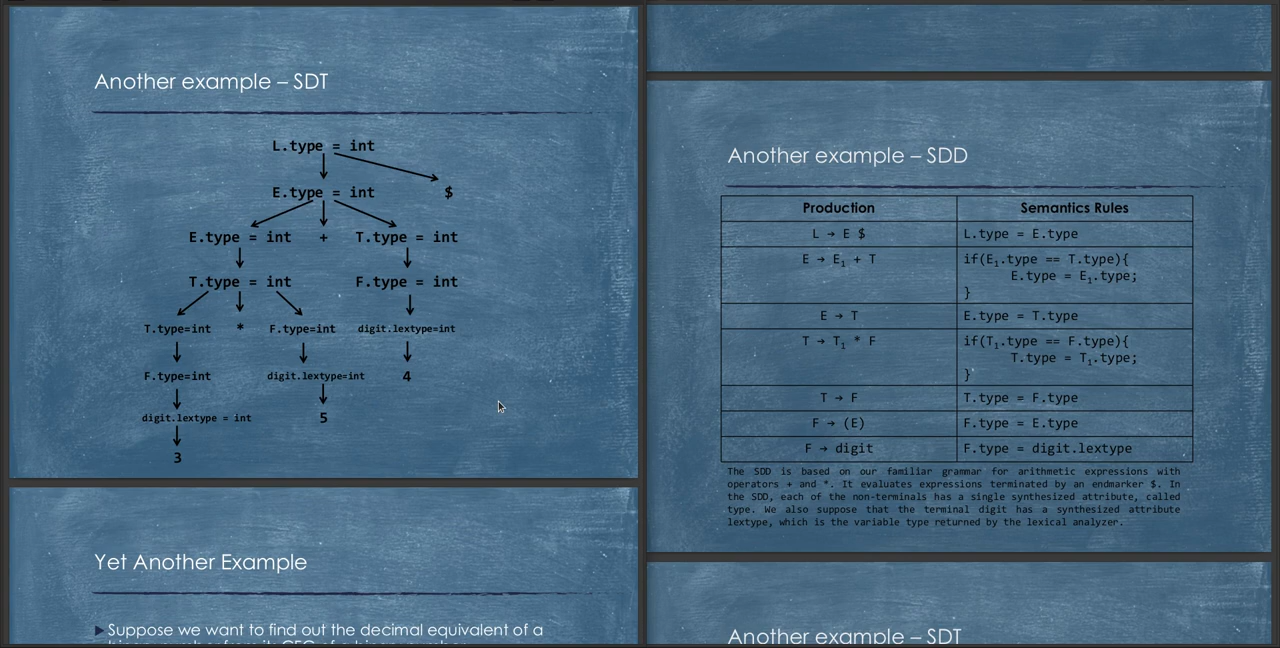 Another example – SDT
L.type = int
E.type = int $
E.type = int + T.type = int
T.type = int F.type = int
T.type=int * F.type=int digit.lextype=int
F.type=int digit.lextype=int 4
digit.lextype = int 5
3
Yet Another Example
Suppose we want to find out the decimal equivalent of a
Another example – SDD
Production Semantics Rules
L → E $ L.type = E.type
E → E₁ + T if(E₁.type == T.type){
E.type = E₁.type;
}
E → T E.type = T.type
T → T₁ * F if(T₁.type == F.type){
T.type = T₁.type;
}
T → F T.type = F.type
F → (E) F.type = E.type
F → digit F.type = digit.lextype
The SDD is based on our familiar grammar for arithmetic expressions with
operators + and *. It evaluates expressions terminated by an endmarker $. In
the SDD, each of the non-terminals has a single synthesized attribute, called
type. We also suppose that the terminal digit has a synthesized attribute
lextype, which is the variable type returned by the lexical analyzer.
Another example – SDT